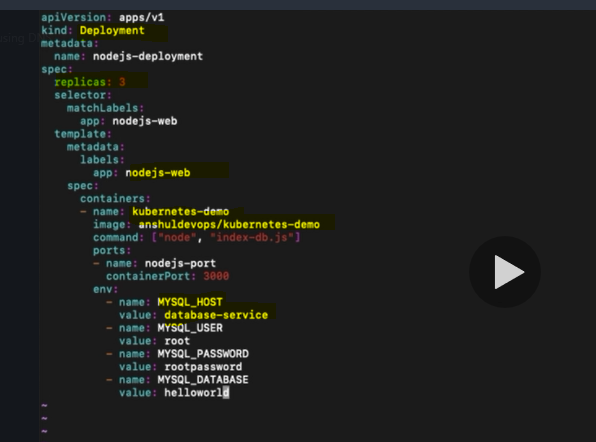 apiVersion: apps/v1
kind: Deployment
metadata:
  name: nodejs-deployment
spec:
  replicas: 3
  selector:
    matchLabels:
      app: nodejs-web
  template:
    metadata:
      labels:
        app: nodejs-web
    spec:
      containers:
      - name: kubernetes-demo
        image: anshuldevops/kubernetes-demo
        command: ["node", "index-db.js"]
        ports:
        - name: nodejs-port
          containerPort: 3000
        env:
          - name: MYSQL_HOST
            value: database-service
          - name: MYSQL_USER
            value: root
          - name: MYSQL_PASSWORD
            value: rootpassword
          - name: MYSQL_DATABASE
            value: helloworld
~
~
~